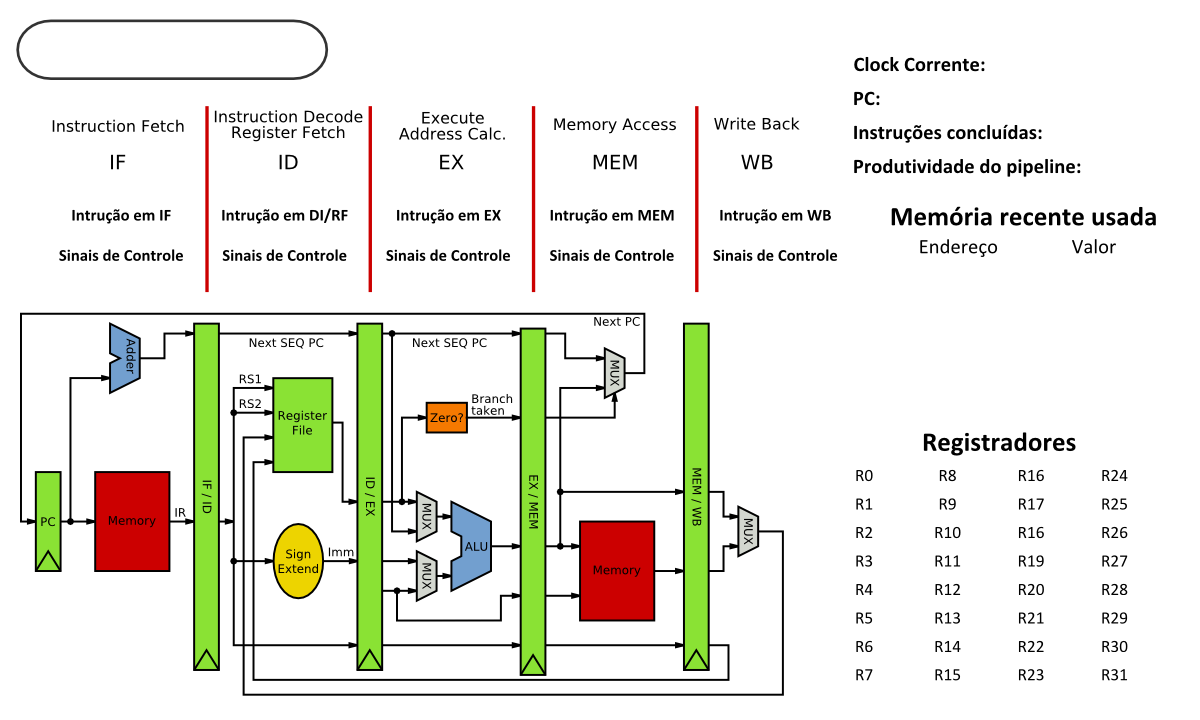 Clock Corrente:
PC:
Instruções concluídas:
Produtividade do pipeline:
Instruction Fetch
IF
Instruction Decode
Register Fetch
ID
Execute
Address Calc.
EX
Memory Access
MEM
Write Back
WB
Intrução em IF
Intrução em DI/RF
Intrução em EX
Intrução em MEM
Intrução em WB
Sinais de Controle
Sinais de Controle
Sinais de Controle
Sinais de Controle
Sinais de Controle
Memória recente usada
Endereço Valor
Next PC
Adder
Next SEQ PC
Next SEQ PC
MUX
RS1
RS2
Register
File
Zero?
Branch
taken
PC
Memory
IR
IF / ID
ID / EX
EX / MEM
MEM / WB
MUX
MUX
ALU
Sign
Extend
Imm
Memory
MUX
Registradores
R0 R8 R16 R24
R1 R9 R17 R25
R2 R10 R16 R26
R3 R11 R19 R27
R4 R12 R20 R28
R5 R13 R21 R29
R6 R14 R22 R30
R7 R15 R23 R31